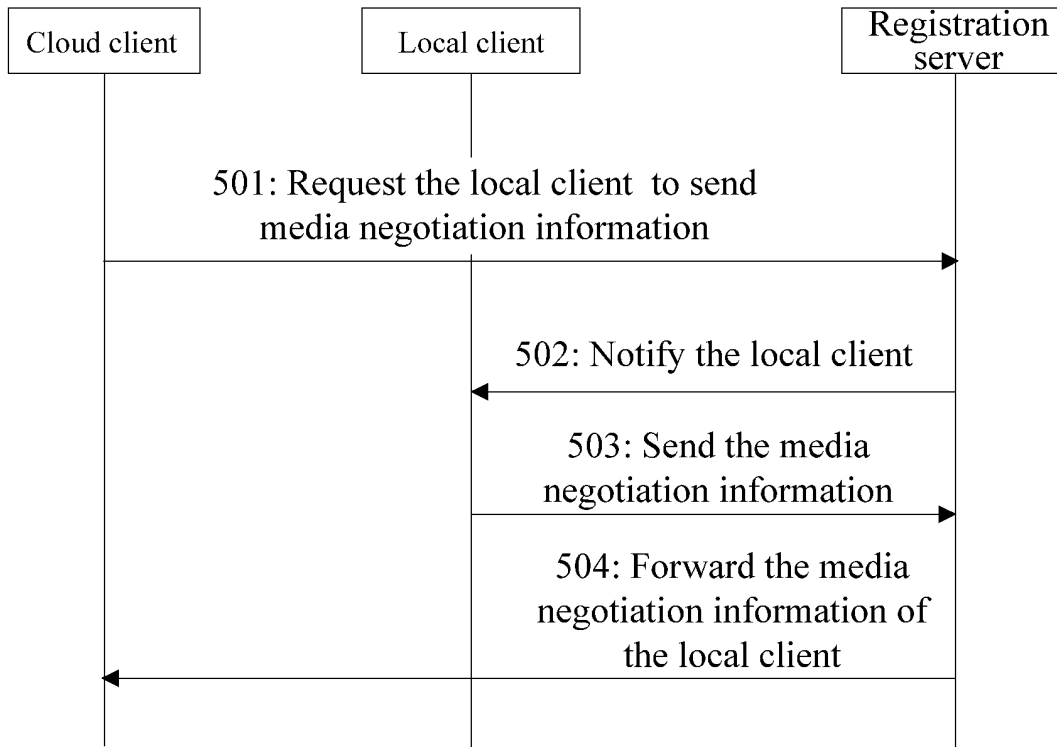 Cloud client
Local client
Registration
server
501: Request the local client to send
media negotiation information
502: Notify the local client
503: Send the media
negotiation information
504: Forward the media
negotiation information of
the local client